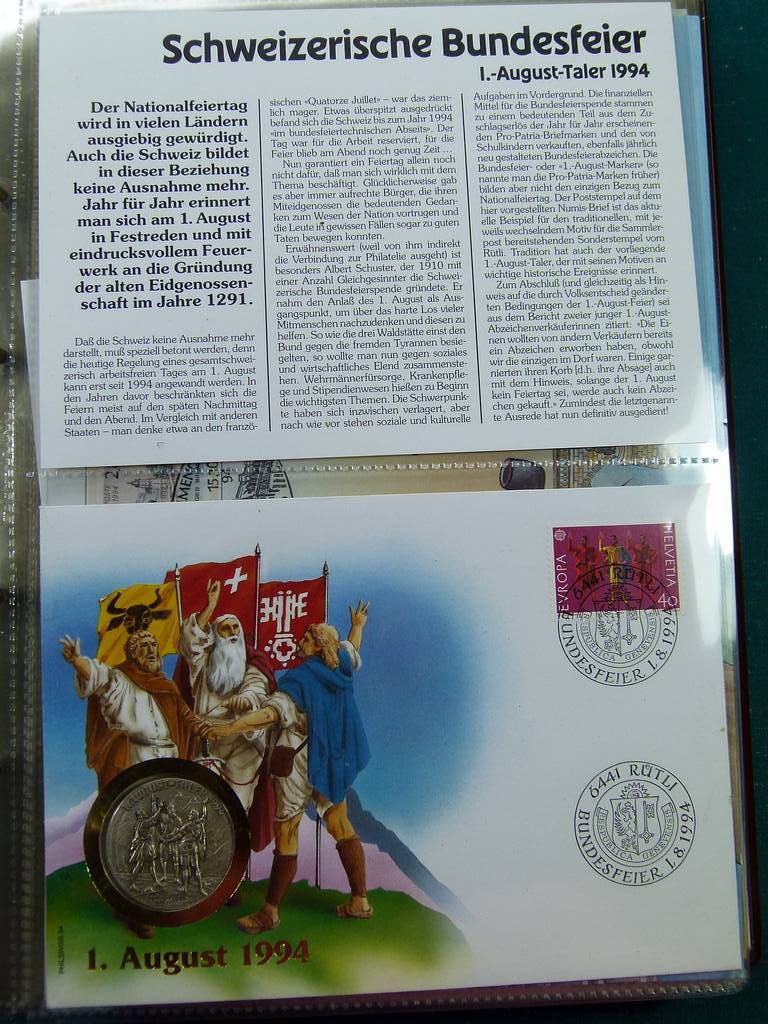 Schweizerische Bundesfeier
1.-August-Taler 1994
Der Nationalfeiertag
wird in vielen Ländern
ausgiebig gewürdigt.
Auch die Schweiz bildet
in dieser Beziehung
keine Ausnahme mehr.
Jahr für Jahr erinnert
man sich am 1. August
in Festreden und mit
eindrucksvollem Feuer-
werk an die Gründung
der alten Eidgenossen-
schaft im Jahre 1291.
Daß die Schweiz keine Ausnahme mehr
darstellt, muß speziell betont werden, denn
die heutige Regelung eines gesamtschwei-
zerisch arbeitsfreien Tages am 1. August
kann erst seit 1994 angewandt werden. In
den Jahren davor beschränkten sich die
Feiern meist auf den späten Nachmittag
und den Abend. Im Vergleich mit anderen
Staaten – man denke etwa an den franzö-
sischen «Quatorze Juillet» – war das ziem-
lich mager. Etwas überspitzt ausgedrückt
befand sich die Schweiz bis zum Jahr 1994
«im bundesfeiertechnischen Abseits». Der
Tag war für die Arbeit reserviert, für die
Feier blieb am Abend noch genug Zeit ...
Nun garantiert ein Feiertag allein noch
nicht dafür, daß man sich wirklich mit dem
Thema beschäftigt. Glücklicherweise gab
es aber immer aufrechte Bürger, die ihren
Miteidgenossen die bedeutenden Gedan-
ken zum Wesen der Nation vortrugen und
die Leute in gewissen Fällen sogar zu guten
Taten bewegen konnten.
Erwähnenswert (weil von ihm indirekt
die Verbindung zur Philatelie ausgeht) ist
besonders Albert Schuster, der 1910 mit
einer Anzahl Gleichgesinnter die Schwei-
zerische Bundesfeierspende gründete. Er
nahm den Anlaß des 1. August als Aus-
gangspunkt, um über das harte Los vieler
Mitmenschen nachzudenken und diesen zu
helfen. So wie die drei Waldstätte einst den
Bund gegen die fremden Tyrannen besie-
gelten, so wollte man nun gegen soziales
und wirtschaftliches Elend zusammenste-
hen. Wehrmännerfürsorge, Krankenpfle-
ge und Stipendienwesen hießen zu Beginn
die wichtigsten Themen. Die Schwerpunk-
te haben sich inzwischen verlagert, aber
nach wie vor stehen soziale und kulturelle
Aufgaben im Vordergrund. Die finanziellen
Mittel für die Bundesfeierspende stammen
zu einem bedeutenden Teil aus dem Zu-
schlagserlös der Jahr für Jahr erscheinen-
den Pro-Patria-Briefmarken und den von
Schulkindern verkauften, ebenfalls jährlich
neu gestalteten Bundesfeierabzeichen. Die
Bundesfeier- oder «1.-August-Marken» (so
nannte man die Pro-Patria-Marken früher)
bilden aber nicht den einzigen Bezug zum
Nationalfeiertag. Der Poststempel auf dem
hier vorgestellten Numis-Brief ist das aktu-
elle Beispiel für den traditionellen, mit je-
weils wechselndem Motiv für die Sammler-
post bereitstehenden Sonderstempel vom
Rütli. Tradition hat auch der vorliegende
1.-August-Taler, der mit seinen Motiven an
wichtige historische Ereignisse erinnert.
Zum Abschluß (und gleichzeitig als Hin-
weis auf die durch Volksentscheid geänder-
ten Bedingungen der 1.-August-Feier) sei
aus dem Bericht zweier junger 1.-August-
Abzeichenverkäuferinnen zitiert: «Die Ei-
nen wollten von andern Verkäufern bereits
ein Abzeichen erworben haben, obwohl
wir die einzigen im Dorf waren. Einige gar-
nierten ihren Korb [d.h. ihre Absage] auch
mit dem Hinweis, solange der 1. August
kein Feiertag sei, werde auch kein Abzei-
chen gekauft.» Zumindest die letztgenann-
te Ausrede hat nun definitiv ausgedient!
1994
15.10
94
EUROPA
HELVETIA
40
6441 RÜTLI
REPUBLICA GENEVENSIS
BUNDESFEIER 1.8.1994
6441 RÜTLI
REPUBLICA GENEVENSIS
BUNDESFEIER 1.8.1994
1. August 1994
PHILSWISS 94